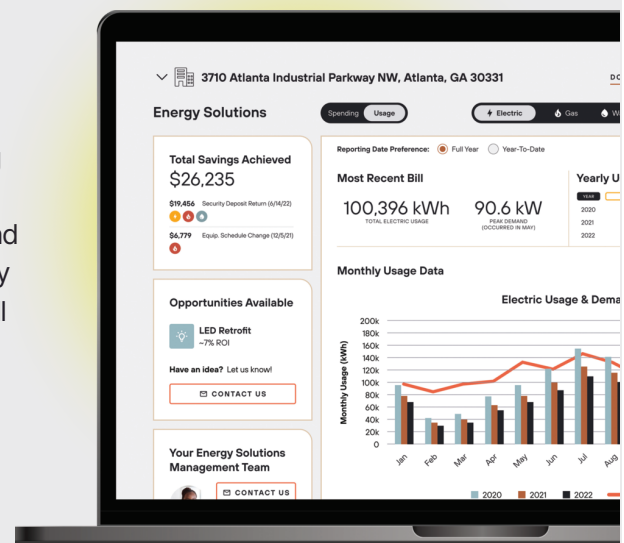 nd
y
l
3710 Atlanta Industrial Parkway NW, Atlanta, GA 30331
Energy Solutions
Spending Usage
Electric Gas
Total Savings Achieved
$26,235
$19,456 Security Deposit Return (6/14/22)
$6,779 Equip. Schedule Change (12/5/21)
Opportunities Available
LED Retrofit
~7% ROI
Have an idea? Let us know!
CONTACT US
Your Energy Solutions
Management Team
CONTACT US
Reporting Date Preference: Full Year Year-To-Date
Most Recent Bill
100,396 kWh
TOTAL ELECTRIC USAGE
90.6 kW
PEAK DEMAND
(OCCURRED IN MAY)
Yearly U
YEAR
2020
2021
2022
Monthly Usage Data
Electric Usage & Dema
Monthly Usage (kWh)
200k
180k
160k
140k
120k
100k
80k
60k
40k
20k
0
Jan Feb Mar Apr May Jun Jul Aug
2020 2021 2022